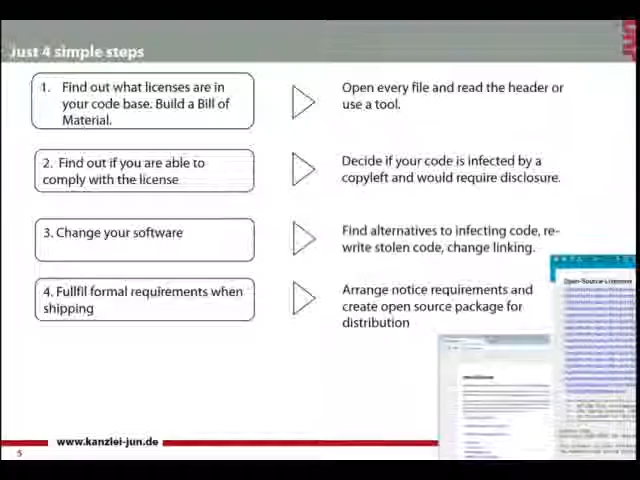 Just 4 simple steps
1. Find out what licenses are in
your code base. Build a Bill of
Material.
Open every file and read the header or
use a tool.
2. Find out if you are able to
comply with the license
Decide if your code is infected by a
copyleft and would require disclosure.
3. Change your software
Find alternatives to infecting code, re-
write stolen code, change linking.
4. Fullfil formal requirements when
shipping
Arrange notice requirements and
create open source package for
distribution
www.kanzlei-jun.de
5